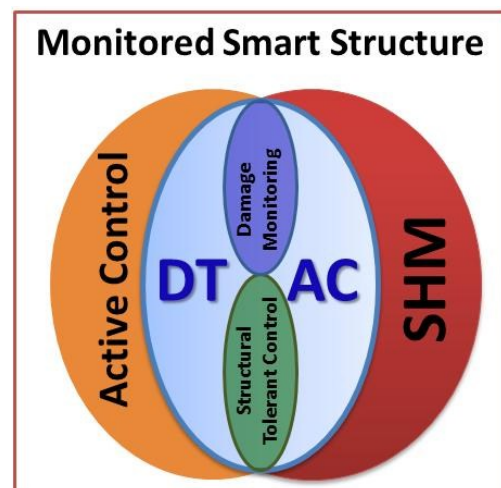 Monitored Smart Structure
Active Control
DT AC
Damage
Monitoring
Structural
Tolerant Control
SHM